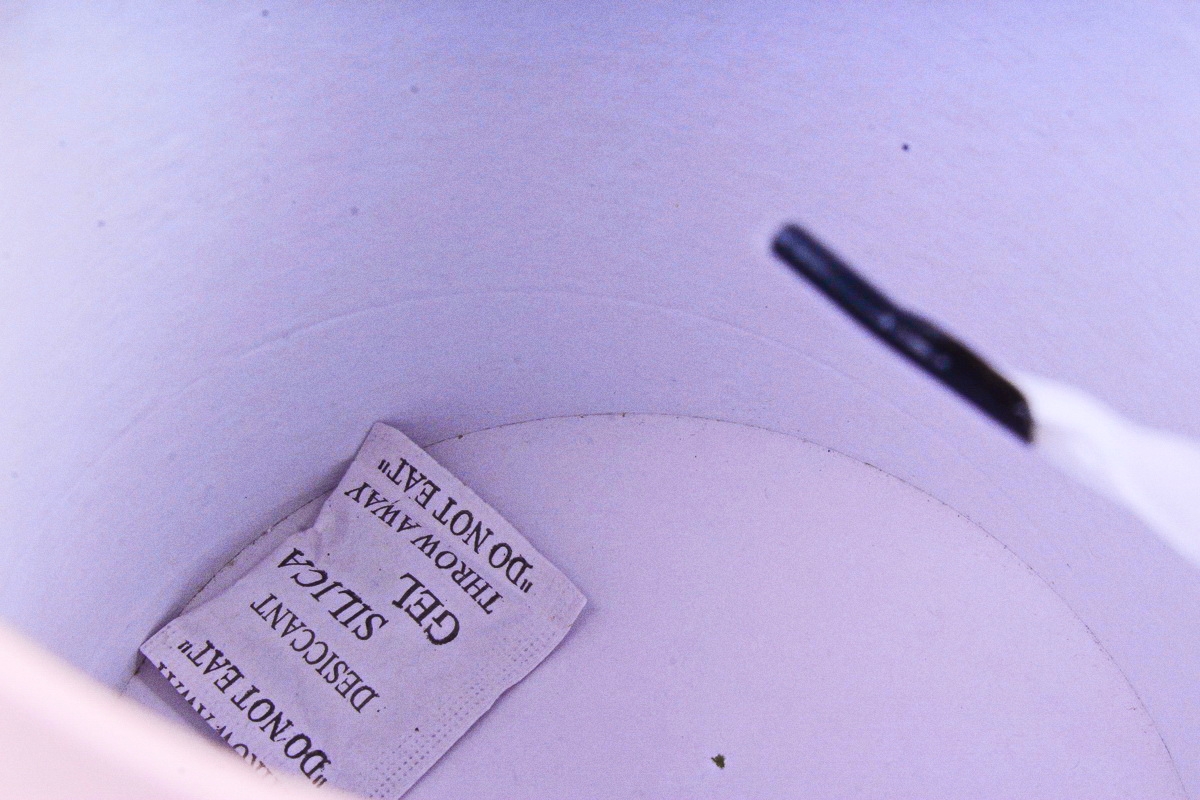 "DO NOT EAT"
DESICCANT
SILICA
GEL
THROW AWAY
"DO NOT EAT"